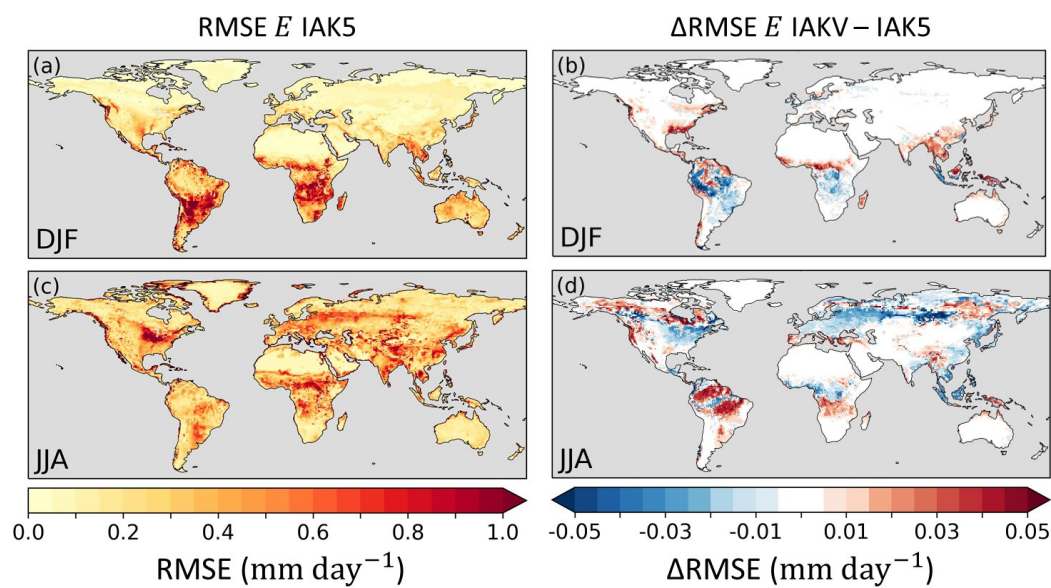 RMSE E IAK5
ΔRMSE E IAKV – IAK5
(a)
DJF
(b)
DJF
(c)
JJA
(d)
JJA
0.0 0.2 0.4 0.6 0.8 1.0
RMSE (mm day⁻¹)
-0.05 -0.03 -0.01 0.01 0.03 0.05
ΔRMSE (mm day⁻¹)